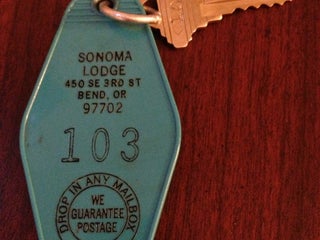 SONOMA
LODGE
450 SE 3RD ST
BEND, OR
97702
103
DROP IN ANY MAILBOX
WE
GUARANTEE
POSTAGE